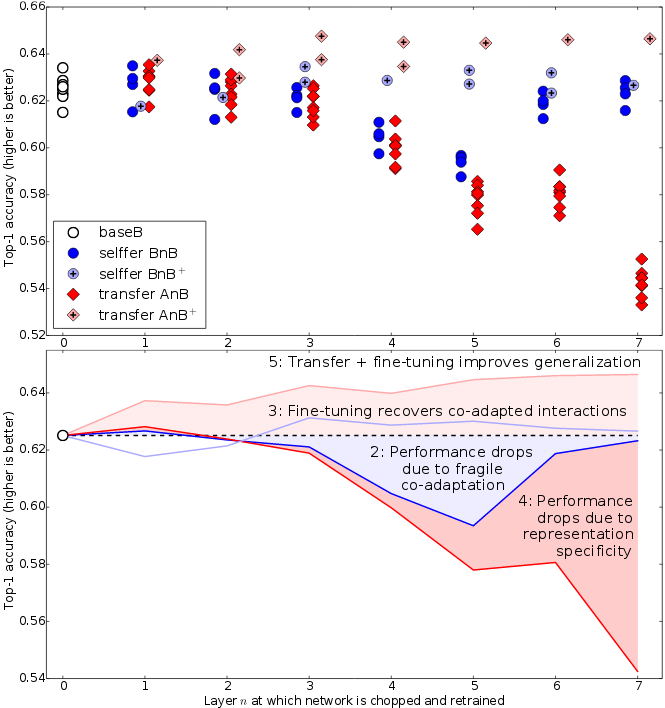 0.66
0.64
0.62
0.60
0.58
0.56
0.54
0.52
Top-1 accuracy (higher is better)
baseB
selffer BnB
selffer BnB+
transfer AnB
transfer AnB+
0 1 2 3 4 5 6 7
0.64
0.62
0.60
0.58
0.56
0.54
Top-1 accuracy (higher is better)
5: Transfer + fine-tuning improves generalization
3: Fine-tuning recovers co-adapted interactions
2: Performance drops
due to fragile
co-adaptation
4: Performance
drops due to
representation
specificity
0 1 2 3 4 5 6 7
Layer n at which network is chopped and retrained